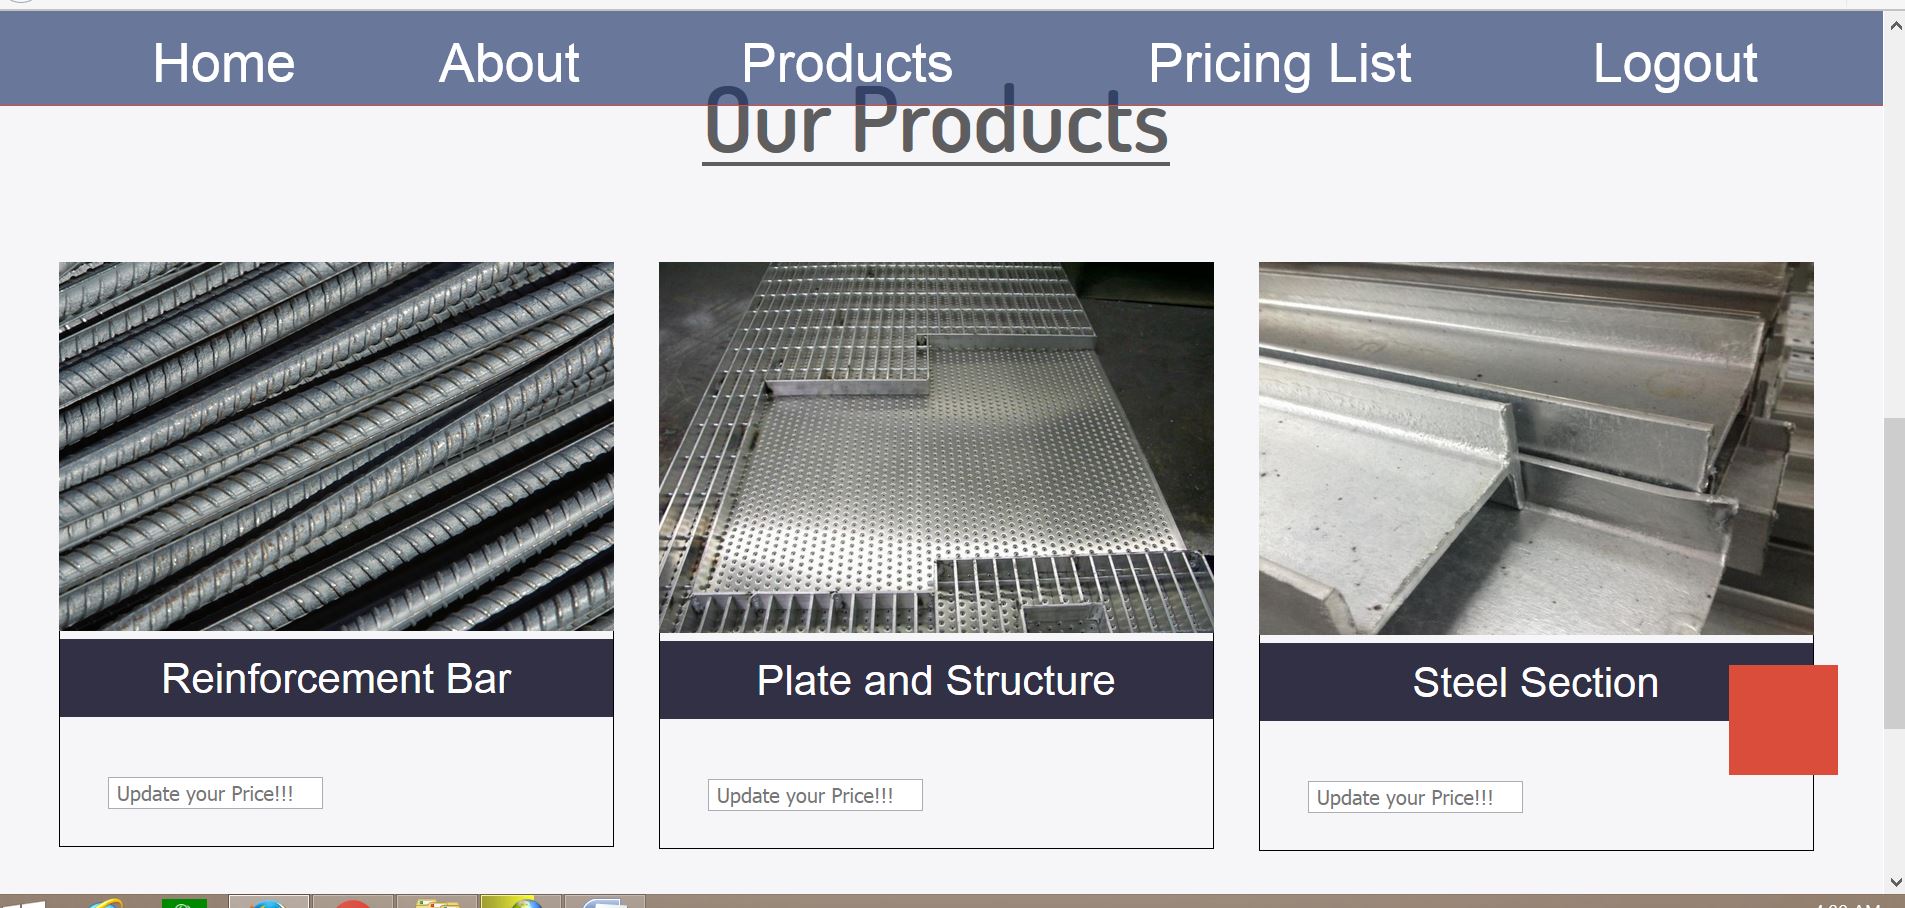 Home About Products Pricing List Logout
Our Products
Reinforcement Bar
Plate and Structure
Steel Section
Update your Price!!!
Update your Price!!!
Update your Price!!!